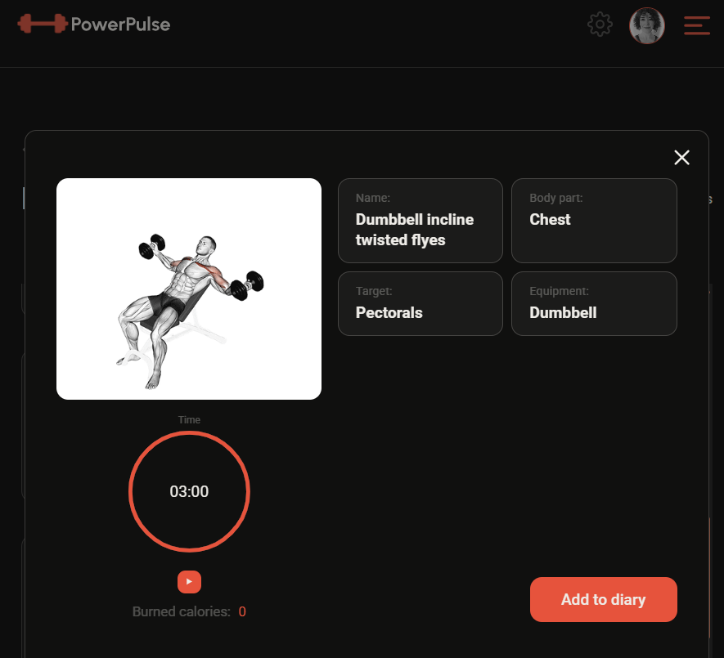 PowerPulse
Name:
Dumbbell incline
twisted flyes
Body part:
Chest
Target:
Pectorals
Equipment:
Dumbbell
Time
03:00
Burned calories: 0
Add to diary